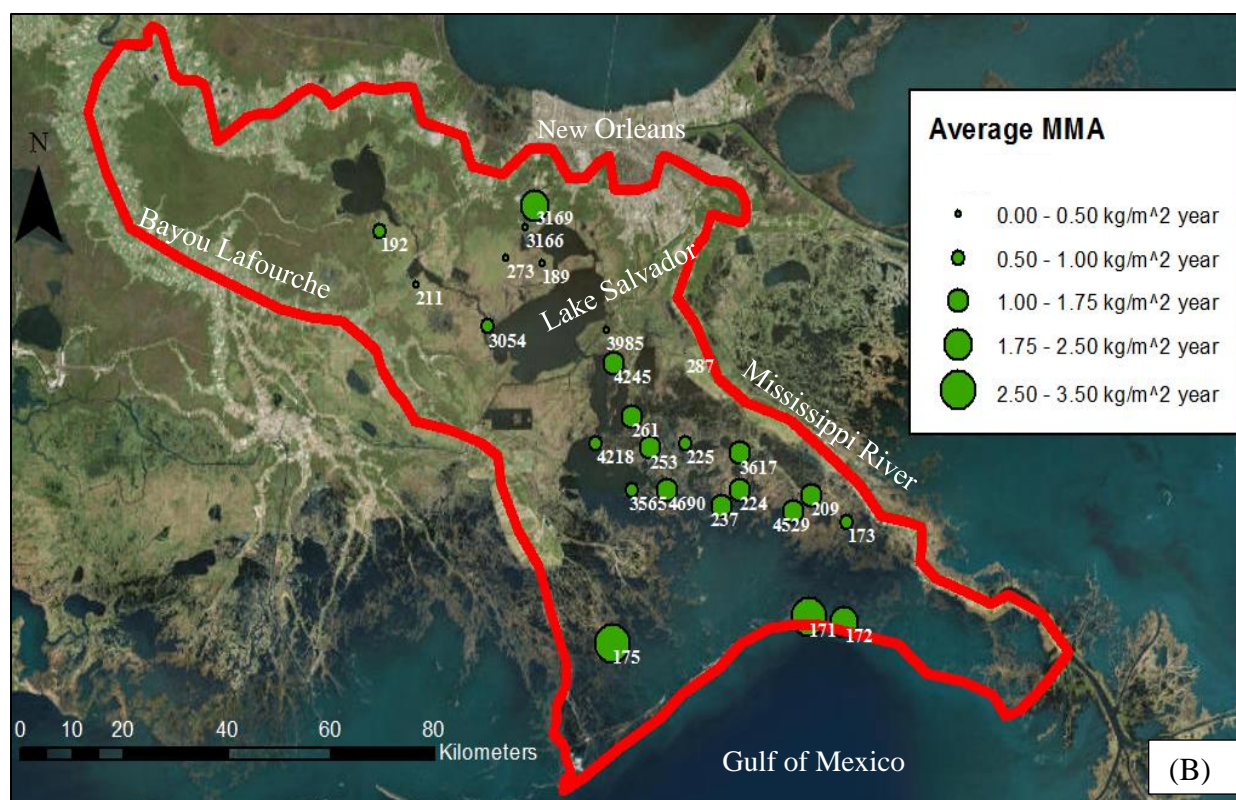 New Orleans
Average MMA
N
0.00 - 0.50 kg/m^2 year
0.50 - 1.00 kg/m^2 year
1.00 - 1.75 kg/m^2 year
1.75 - 2.50 kg/m^2 year
2.50 - 3.50 kg/m^2 year
3169
3166
192
Bayou Lafourche
273
189
211
Lake Salvador
3054
3985
4245
287
Mississippi River
261
4218
253
225
3617
3565
4690
224
237
209
4529
173
171
172
175
0 10 20 40 60 80
Kilometers
Gulf of Mexico
(B)